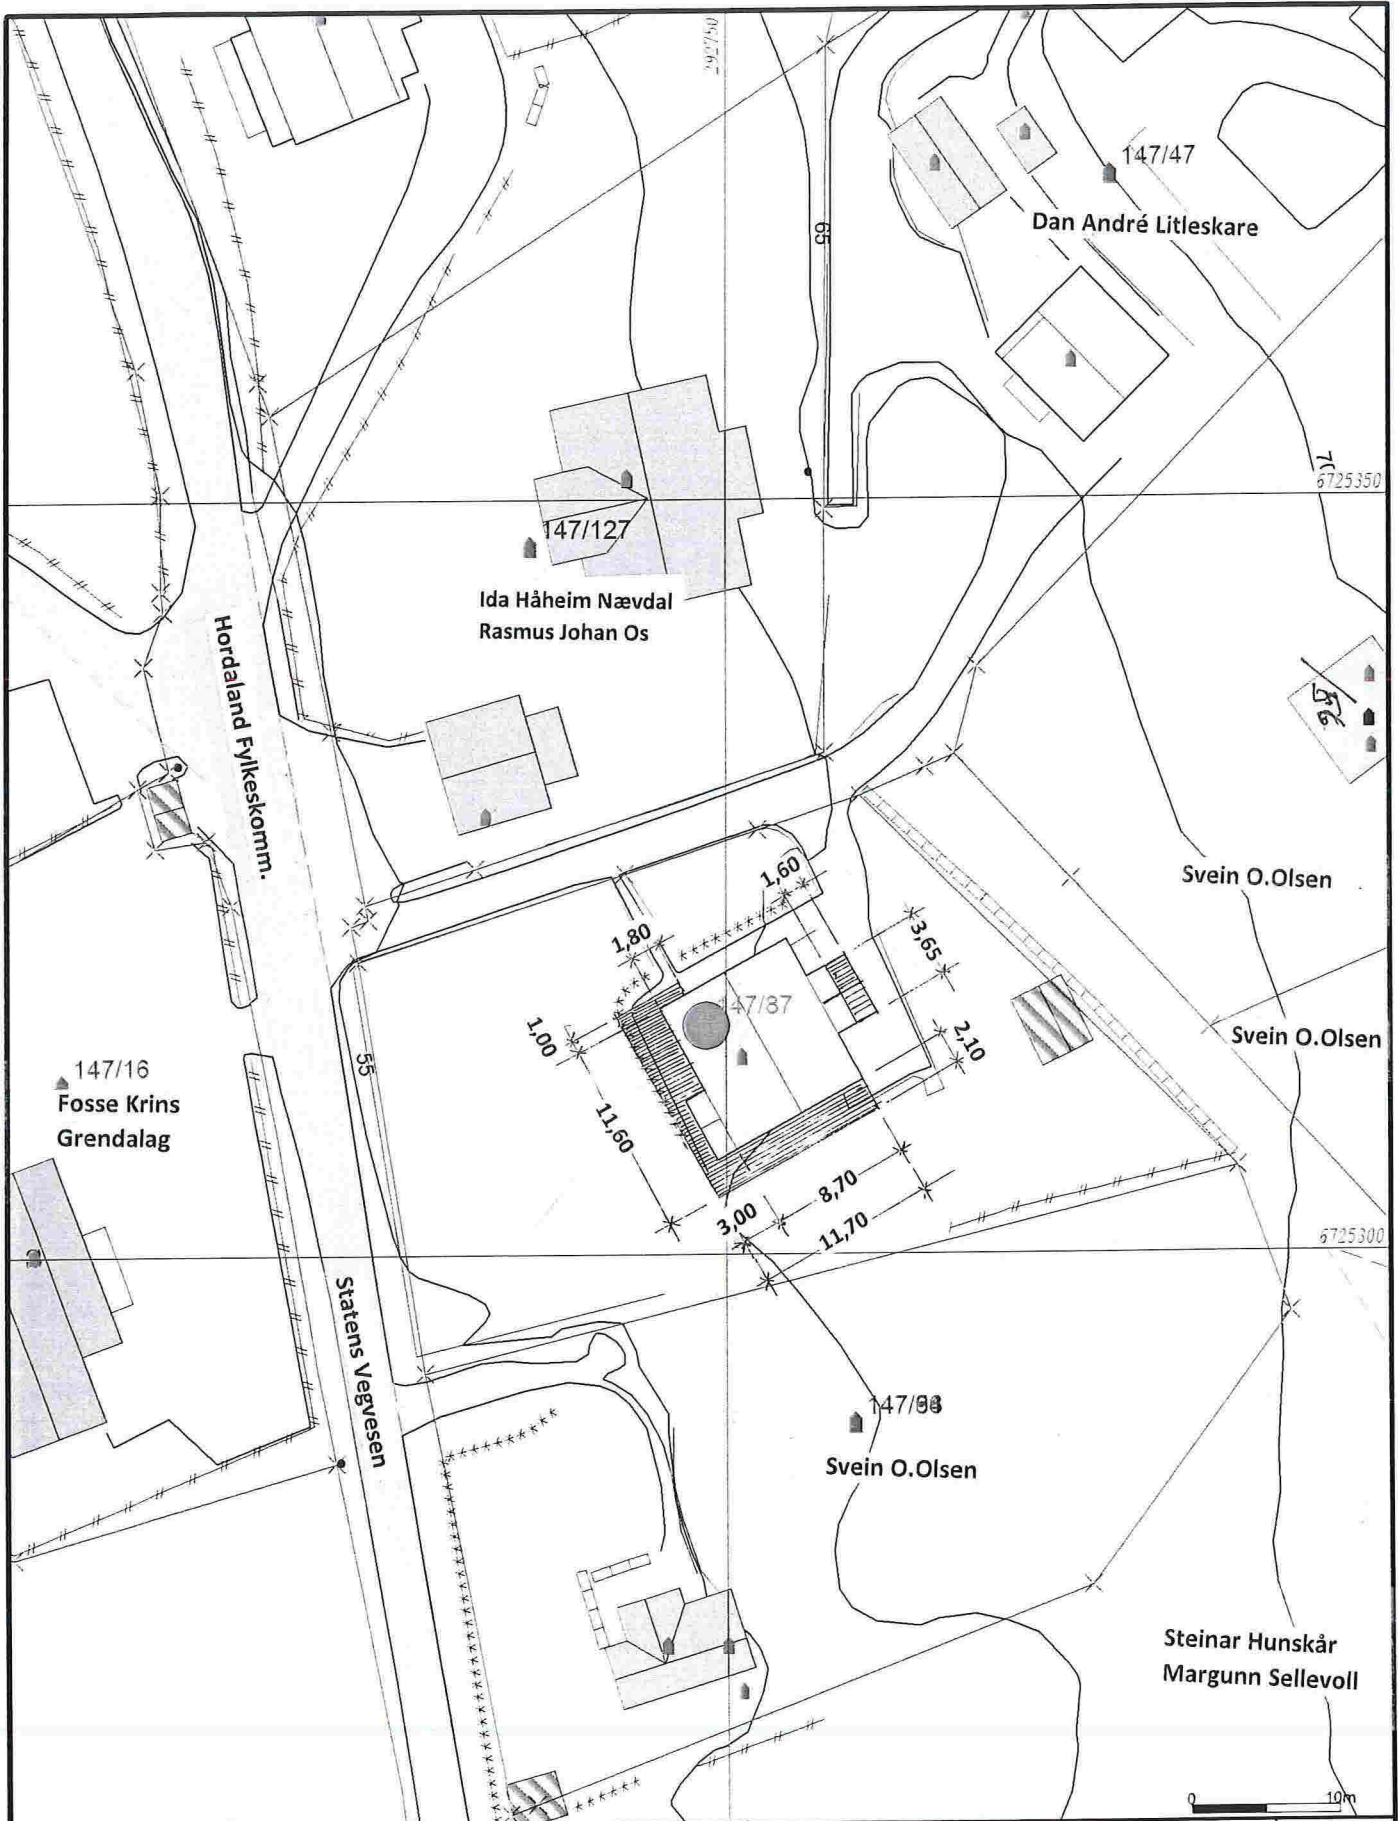 292750
147/47
Dan André Litleskare
65
70
6725350
147/127
Ida Håheim Nævdal
Rasmus Johan Os
Hordaland Fylkeskomm.
1,60
Svein O.Olsen
1,80
3,65
147/87
1,00
2,10
Svein O.Olsen
55
147/16
Fosse Krins
Grendalag
11,60
8,70
3,00
11,70
6725300
Statens Vegvesen
Svein O.Olsen
Steinar Hunskår
Margunn Sellevoll
0 10m